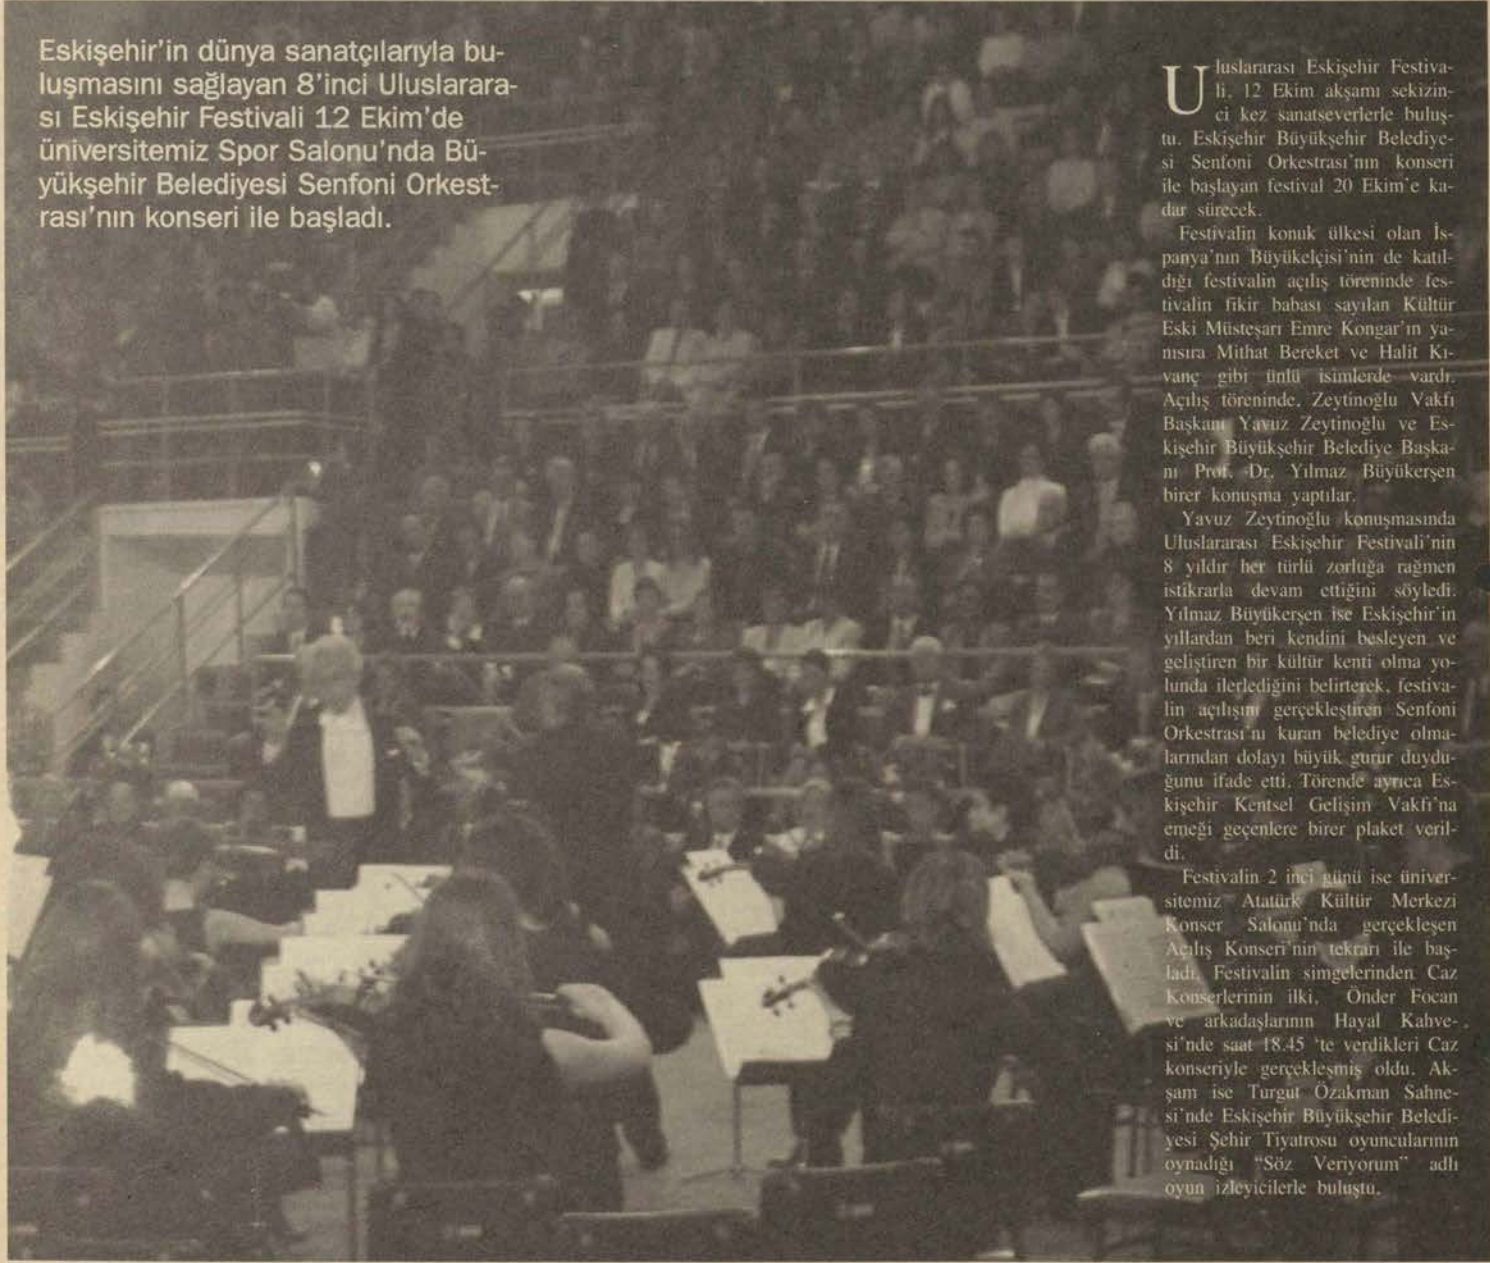 Eskişehir'in dünya sanatçılarıyla bu-
luşmasını sağlayan 8'inci Uluslarara-
sı Eskişehir Festivali 12 Ekim'de
üniversitemiz Spor Salonu'nda Bü-
yükşehir Belediyesi Senfoni Orkest-
rası'nın konseri ile başladı.
Uluslararası Eskişehir Festiva-
li, 12 Ekim akşamı sekizin-
ci kez sanatseverlerle buluş-
tu. Eskişehir Büyükşehir Belediye-
si Senfoni Orkestrası'nın konseri
ile başlayan festival 20 Ekim'e ka-
dar sürecek.
Festivalin konuk ülkesi olan İs-
panya'nın Büyükelçisi'nin de katıl-
dığı festivalin açılış töreninde fes-
tivalin fikir babası sayılan Kültür
Eski Müsteşarı Emre Kongar'ın ya-
nısıra Mithat Bereket ve Halit Kı-
vanç gibi ünlü isimlerde vardı.
Açılış töreninde, Zeytinoğlu Vakfı
Başkanı Yavuz Zeytinoğlu ve Es-
kişehir Büyükşehir Belediye Başka-
nı Prof. Dr. Yılmaz Büyükerşen
birer konuşma yaptılar.
Yavuz Zeytinoğlu konuşmasında
Uluslararası Eskişehir Festivali'nin
8 yıldır her türlü zorluğa rağmen
istikrarla devam ettiğini söyledi.
Yılmaz Büyükerşen ise Eskişehir'in
yıllardan beri kendini besleyen ve
geliştiren bir kültür kenti olma yo-
lunda ilerlediğini belirterek, festiva-
lin açılışını gerçekleştiren Senfoni
Orkestrası'nı kuran belediye olma-
larından dolayı büyük gurur duydu-
ğunu ifade etti. Törende ayrıca Es-
kişehir Kentsel Gelişim Vakfı'na
emeği geçenlere birer plaket veril-
di.
Festivalin 2 inci günü ise üniver-
sitemiz Atatürk Kültür Merkezi
Konser Salonu'nda gerçekleşen
Açılış Konseri'nin tekrarı ile baş-
ladı. Festivalin simgelerinden Caz
Konserlerinin ilki, Önder Focan
ve arkadaşlarının Hayal Kahve-
si'nde saat 18.45 'te verdikleri Caz
konseriyle gerçekleşmiş oldu. Ak-
şam ise Turgut Özakman Sahne-
si'nde Eskişehir Büyükşehir Beledi-
yesi Şehir Tiyatrosu oyuncularının
oynadığı "Söz Veriyorum" adlı
oyun izleyicilerle buluştu.